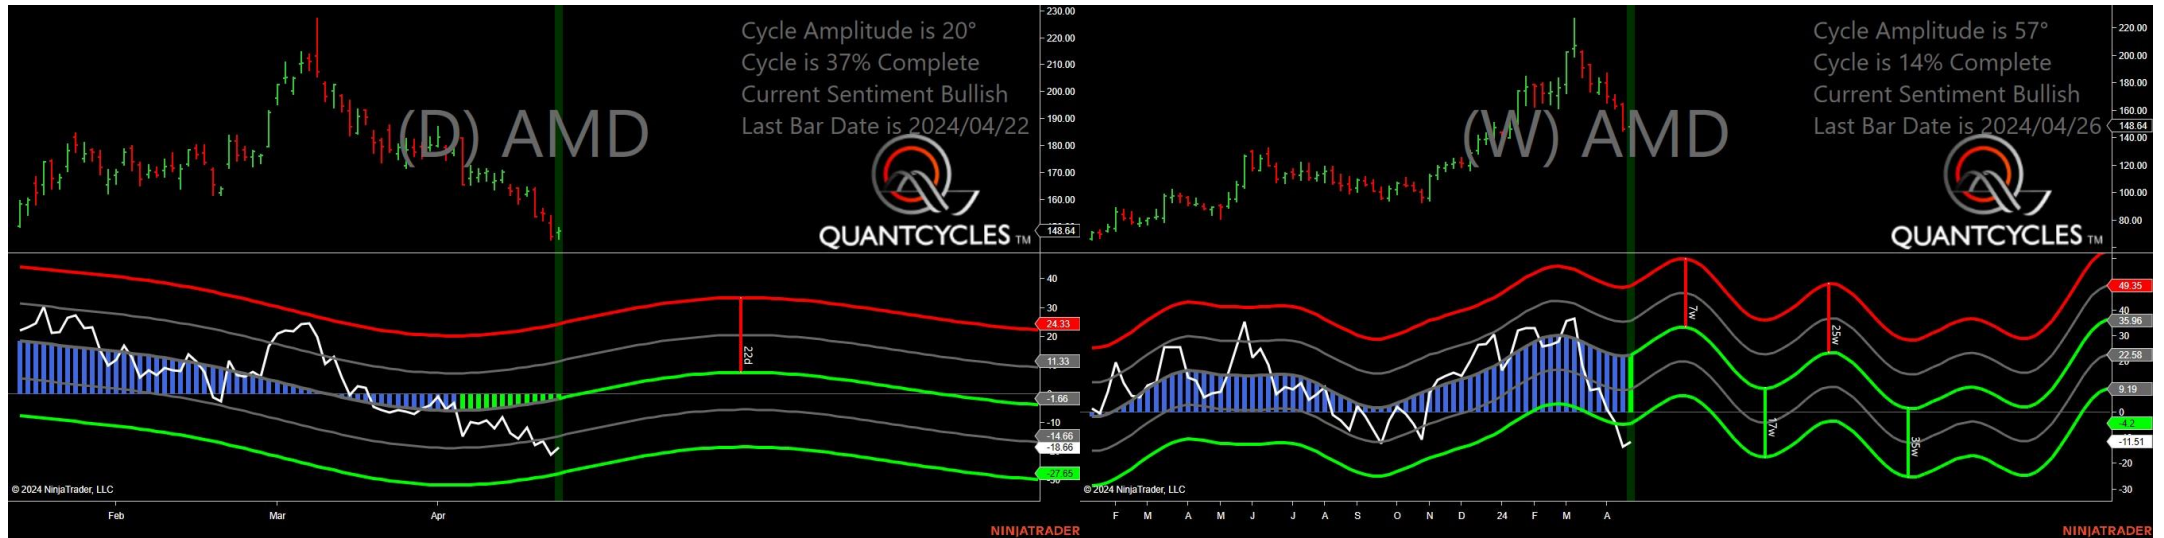 Cycle Amplitude is 20°
Cycle is 37% Complete
Current Sentiment Bullish
Last Bar Date is 2024/04/22
(D) AMD
QUANTCYCLES TM
230.00
220.00
210.00
200.00
190.00
180.00
170.00
160.00
148.64
40
30
24.33
20
11.33
-1.66
-10
-14.66
-18.66
-27.65
22d
© 2024 NinjaTrader, LLC
Feb Mar Apr
NINJATRADER
Cycle Amplitude is 57°
Cycle is 14% Complete
Current Sentiment Bullish
Last Bar Date is 2024/04/26
(W) AMD
QUANTCYCLES TM
220.00
200.00
180.00
160.00
148.64
140.00
120.00
100.00
80.00
49.35
40
35.96
30
22.58
20
9.19
0
-4.2
-11.51
-20
-30
7w
25w
17w
35w
© 2024 NinjaTrader, LLC
F M A M J J A S O N D 24 F M A
NINJATRADER